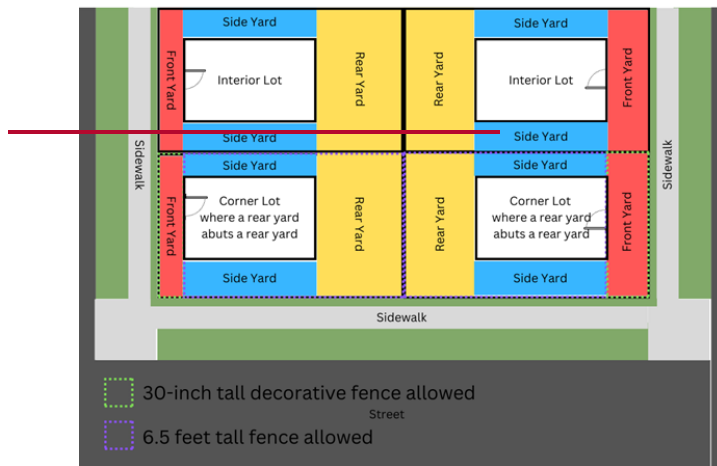 Side Yard
Side Yard
Front Yard
Interior Lot
Rear Yard
Rear Yard
Interior Lot
Front Yard
Side Yard
Side Yard
Sidewalk
Sidewalk
Side Yard
Side Yard
Front Yard
Corner Lot
where a rear yard
abuts a rear yard
Rear Yard
Rear Yard
Corner Lot
where a rear yard
abuts a rear yard
Front Yard
Side Yard
Side Yard
Sidewalk
30-inch tall decorative fence allowed
Street
6.5 feet tall fence allowed